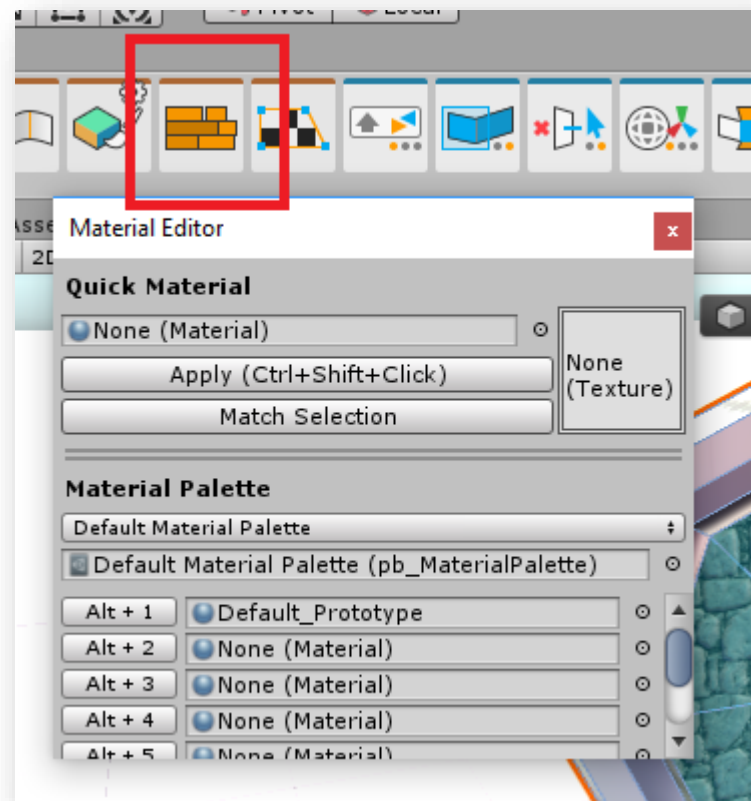 Pivot
Local
Asse
2D
Material Editor
x
Quick Material
None (Material)
Apply (Ctrl+Shift+Click)
Match Selection
None
(Texture)
Material Palette
Default Material Palette
Default Material Palette (pb_MaterialPalette)
Alt + 1 Default_Prototype
Alt + 2 None (Material)
Alt + 3 None (Material)
Alt + 4 None (Material)
Alt + 5 None (Material)